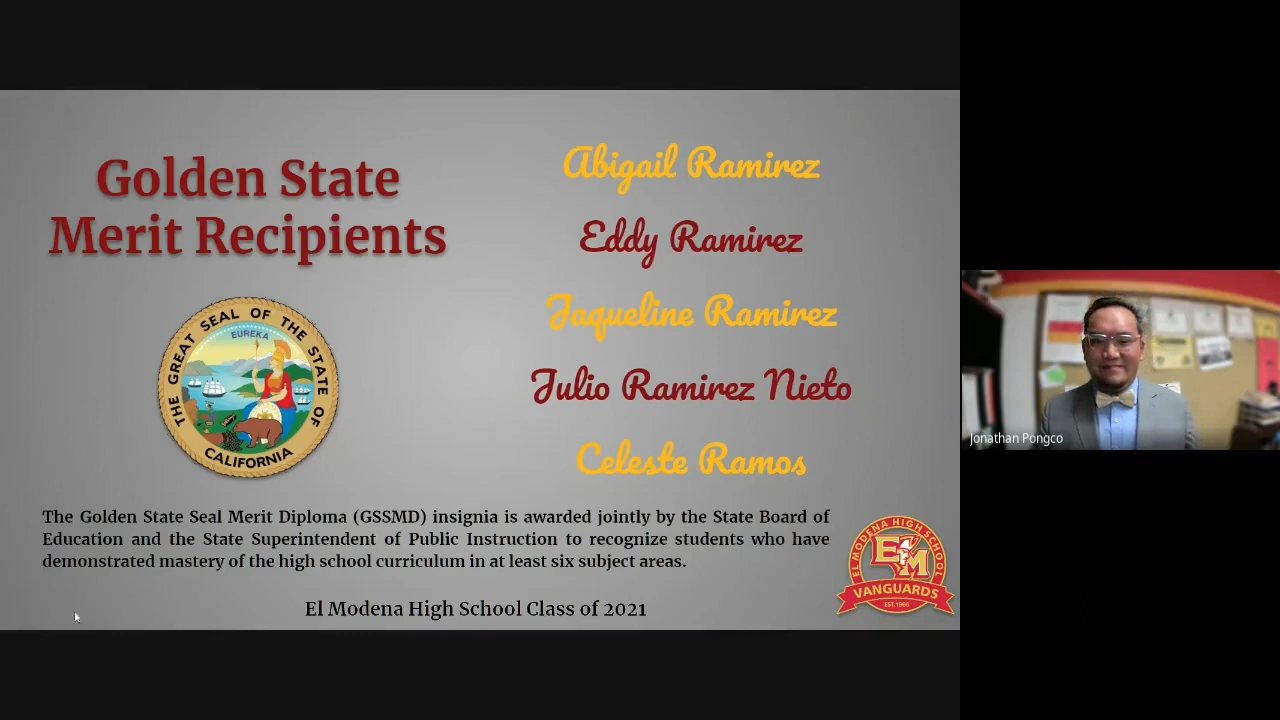 Golden State
Merit Recipients
THE GREAT SEAL OF THE STATE OF CALIFORNIA
EUREKA
Abigail Ramirez
Eddy Ramirez
Jaqueline Ramirez
Julio Ramirez Nieto
Celeste Ramos
The Golden State Seal Merit Diploma (GSSMD) insignia is awarded jointly by the State Board of
Education and the State Superintendent of Public Instruction to recognize students who have
demonstrated mastery of the high school curriculum in at least six subject areas.
El Modena High School Class of 2021
EL MODENA HIGH SCHOOL
EM
VANGUARDS
EST. 1966
Jonathan Pongco